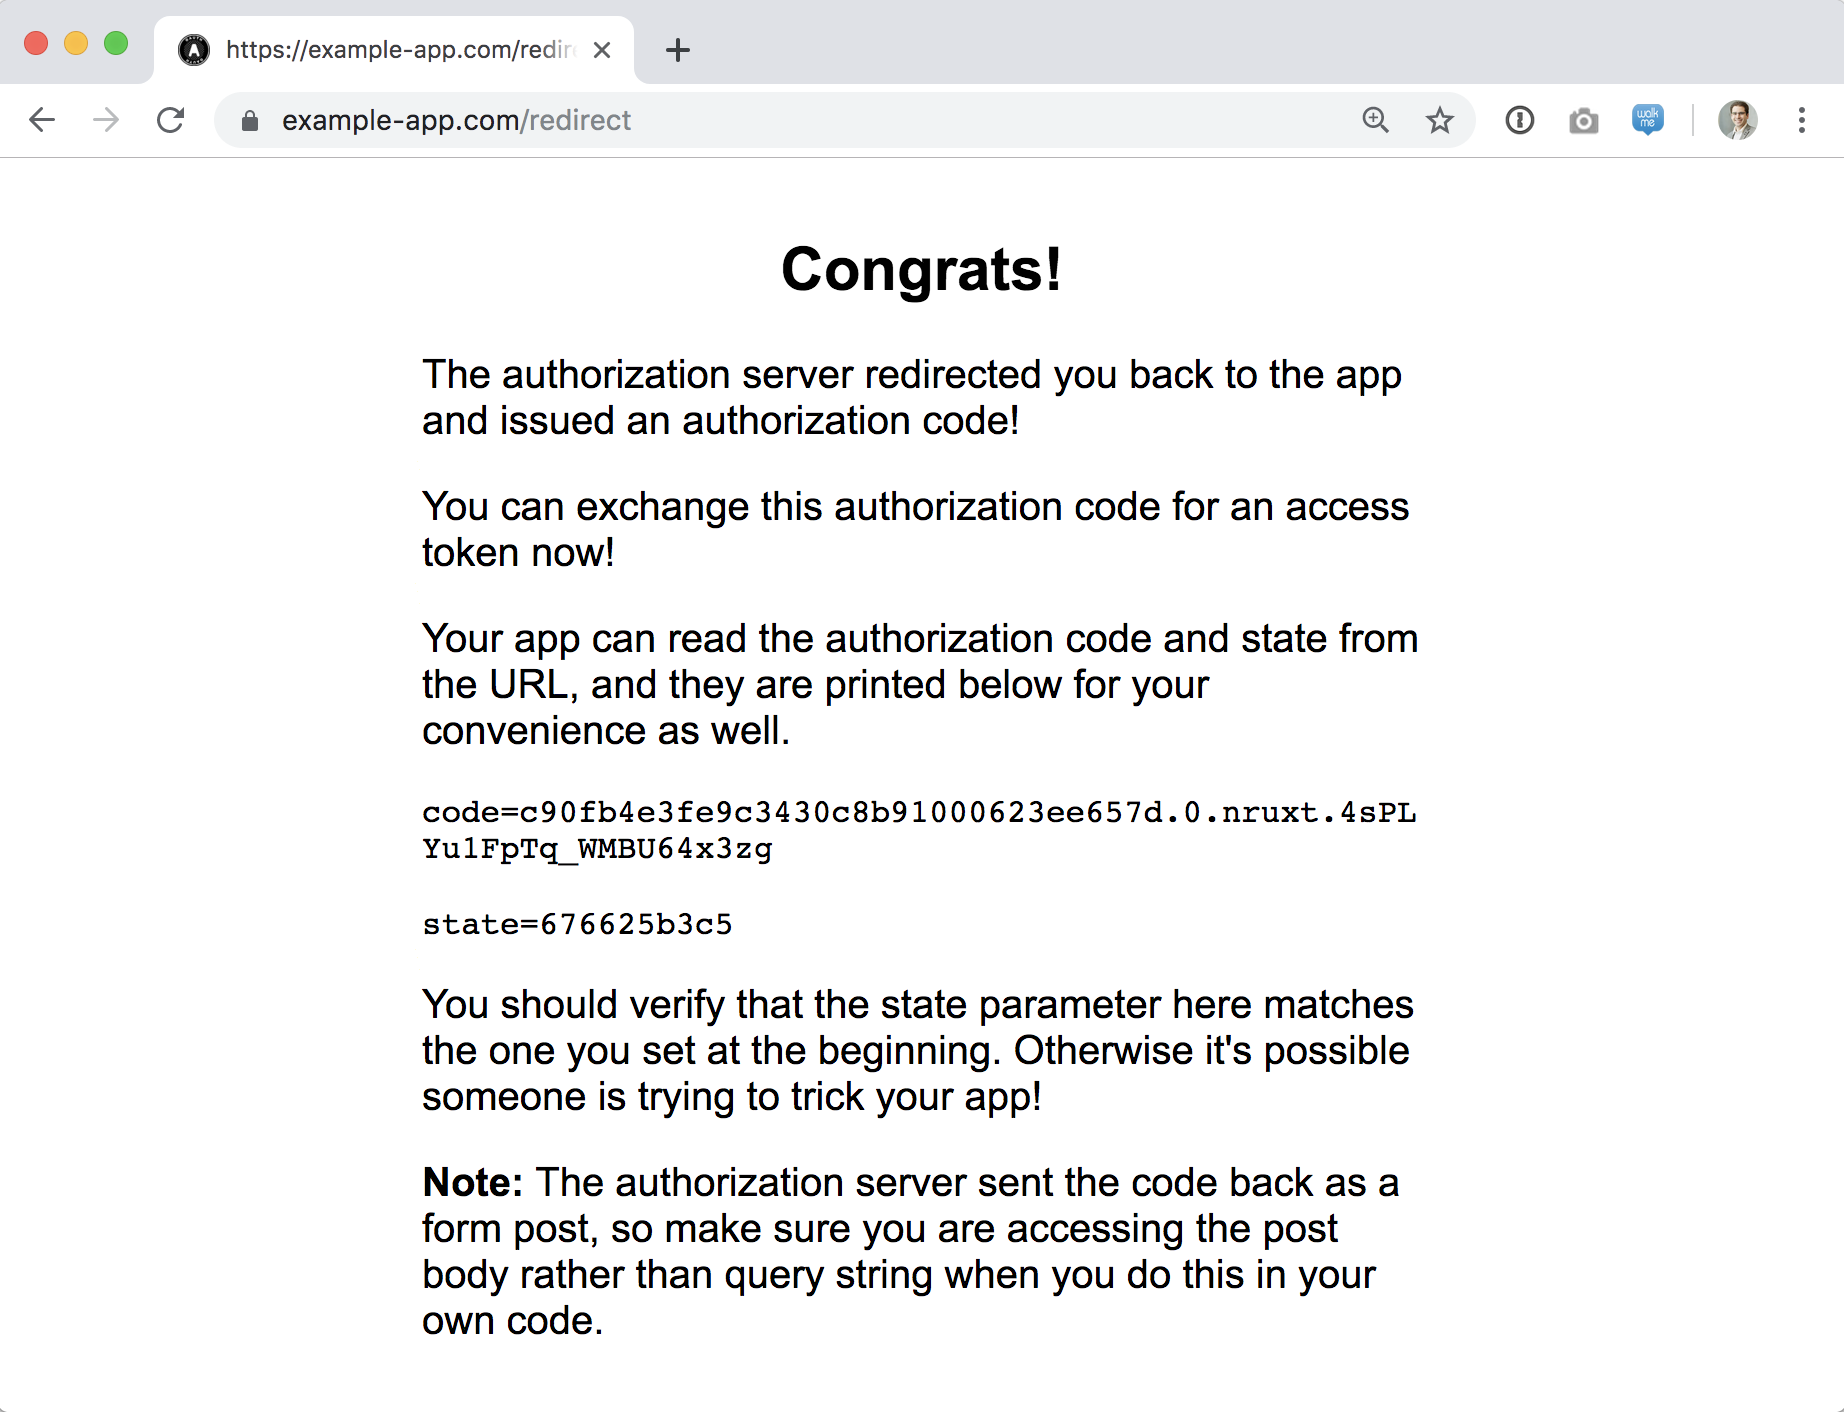 https://example-app.com/redire
example-app.com/redirect
walk
me
Congrats!
The authorization server redirected you back to the app
and issued an authorization code!
You can exchange this authorization code for an access
token now!
Your app can read the authorization code and state from
the URL, and they are printed below for your
convenience as well.
code=c90fb4e3fe9c3430c8b91000623ee657d.0.nruxt.4sPL
Yu1FpTq_WMBU64x3zg
state=676625b3c5
You should verify that the state parameter here matches
the one you set at the beginning. Otherwise it's possible
someone is trying to trick your app!
Note: The authorization server sent the code back as a
form post, so make sure you are accessing the post
body rather than query string when you do this in your
own code.